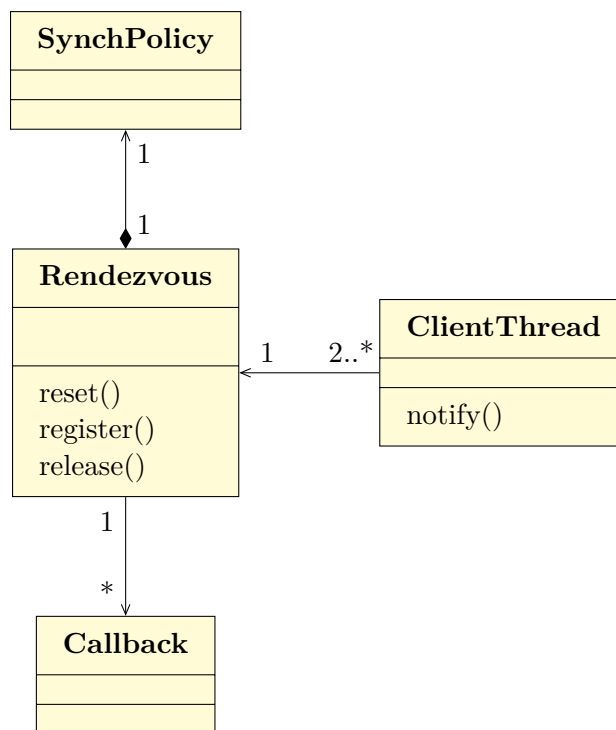 SynchPolicy
1
1
Rendezvous
reset()
register()
release()
1
2..*
ClientThread
notify()
1
*
Callback